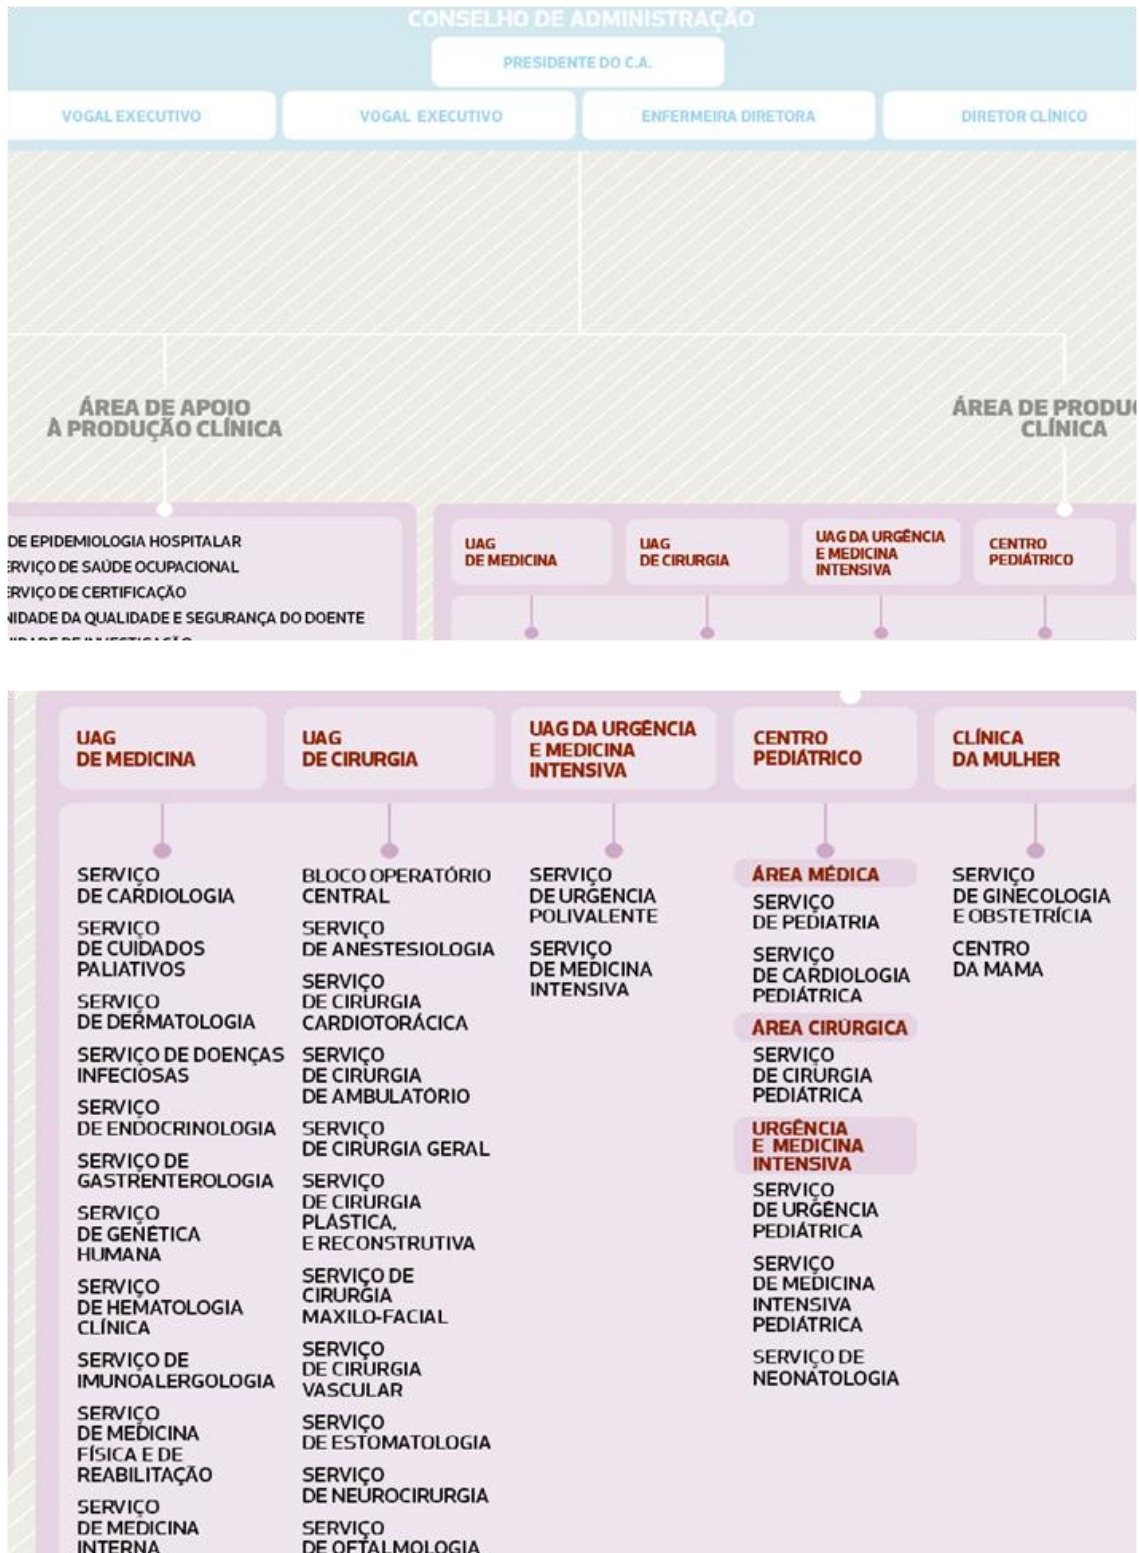 CONSELHO DE ADMINISTRAÇÃO
PRESIDENTE DO C.A.
VOGAL EXECUTIVO
VOGAL EXECUTIVO
ENFERMEIRA DIRETORA
DIRETOR CLÍNICO
ÁREA DE APOIO
À PRODUÇÃO CLÍNICA
ÁREA DE
CLÍNICA
DE EPIDEMIOLOGIA HOSPITALAR
DE SAÚDE OCUPACIONAL
DE CERTIFICAÇÃO
DA QUALIDADE E SEGURANÇA DO DOENTE
UAG
DE MEDICINA
UAG
DE CIRURGIA
UAG DA URGÊNCIA
E MEDICINA
INTENSIVA
CENTRO
PEDIÁTRICO
UAG
DE MEDICINA
SERVIÇO
DE CARDIOLOGIA
SERVIÇO
DE CUIDADOS
PALIATIVOS
SERVIÇO
DE DERMATOLOGIA
SERVIÇO DE DOENÇAS
INFECIOSAS
SERVIÇO
DE ENDOCRINOLOGIA
SERVIÇO DE
GASTRENTEROLOGIA
SERVIÇO
DE GENÉTICA
HUMANA
SERVIÇO
DE HEMATOLOGIA
CLÍNICA
SERVIÇO DE
IMUNOALERGOLOGIA
SERVIÇO
DE MEDICINA
FÍSICA E DE
REABILITAÇÃO
SERVIÇO
DE MEDICINA
INTERNA
UAG
DE CIRURGIA
BLOCO OPERATÓRIO
CENTRAL
SERVIÇO
DE ANESTESIOLOGIA
SERVIÇO
DE CIRURGIA
CARDIOTORÁCICA
SERVIÇO
DE CIRURGIA
DE AMBULATÓRIO
SERVIÇO
DE CIRURGIA GERAL
SERVIÇO
DE CIRURGIA
PLÁSTICA,
E RECONSTRUTIVA
SERVIÇO DE
CIRURGIA
MAXILO-FACIAL
SERVIÇO
DE CIRURGIA
VASCULAR
SERVIÇO
DE ESTOMATOLOGIA
SERVIÇO
DE NEUROCIRURGIA
SERVIÇO
DE OFTALMOLOGIA
UAG DA URGÊNCIA
E MEDICINA
INTENSIVA
SERVIÇO
DE URGÊNCIA
POLIVALENTE
SERVIÇO
DE MEDICINA
INTENSIVA
CENTRO
PEDIÁTRICO
ÁREA MÉDICA
SERVIÇO
DE PEDIATRIA
SERVIÇO
DE CARDIOLOGIA
PEDIÁTRICA
ÁREA CIRÚRGICA
SERVIÇO
DE CIRURGIA
PEDIÁTRICA
URGÊNCIA
E MEDICINA
INTENSIVA
SERVIÇO
DE URGÊNCIA
PEDIÁTRICA
SERVIÇO
DE MEDICINA
INTENSIVA
PEDIÁTRICA
SERVIÇO DE
NEONATOLOGIA
CLÍNICA
DA MULHER
SERVIÇO
DE GINECOLOGIA
E OBSTETRÍCIA
CENTRO
DA MAMA